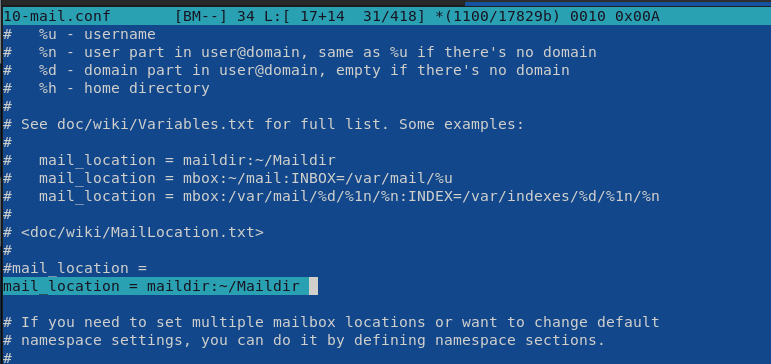 10-mail.conf       [BM--] 34 L:[ 17+14  31/418] *(1100/17829b) 0010 0x00A
#   %u - username
#   %n - user part in user@domain, same as %u if there's no domain
#   %d - domain part in user@domain, empty if there's no domain
#   %h - home directory
#
# See doc/wiki/Variables.txt for full list. Some examples:
#
#   mail_location = maildir:~/Maildir
#   mail_location = mbox:~/mail:INBOX=/var/mail/%u
#   mail_location = mbox:/var/mail/%d/%1n/%n:INDEX=/var/indexes/%d/%1n/%n
#
# <doc/wiki/MailLocation.txt>
#
#mail_location =
mail_location = maildir:~/Maildir
# If you need to set multiple mailbox locations or want to change default
# namespace settings, you can do it by defining namespace sections.
#